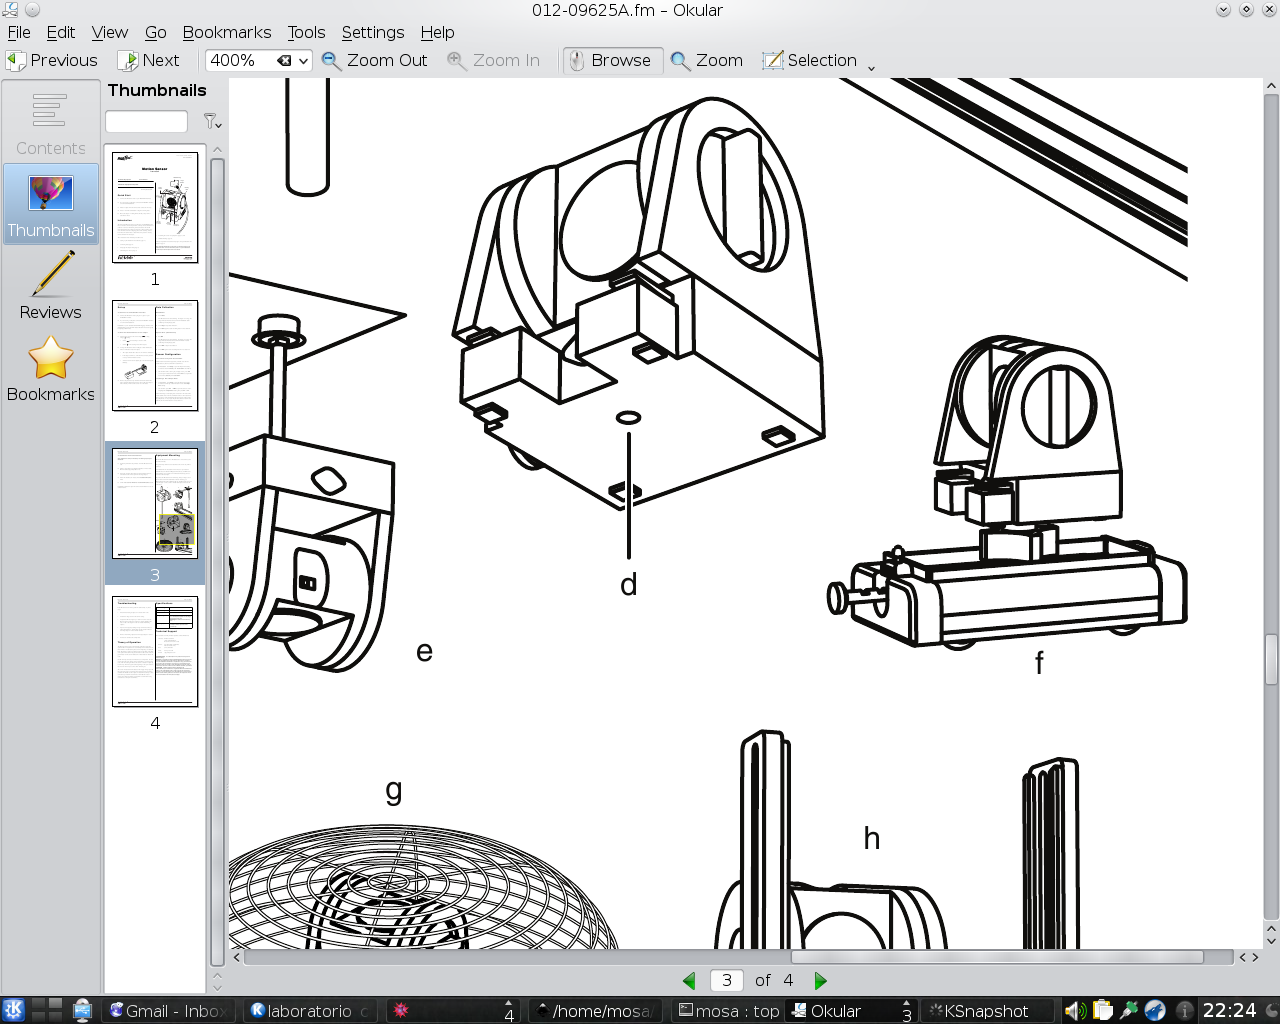 012-09625A.fm – Okular
File Edit View Go Bookmarks Tools Settings Help
Previous Next 400% Zoom Out Zoom In Browse Zoom Selection
Contents
Thumbnails
Reviews
Bookmarks
Thumbnails
Motion Sensor
1
2
3
4
d
e
f
g
h
3 of 4
Gmail - Inbox
laboratorio c
4
/home/mosa/
mosa : top
Okular
3
KSnapshot
22:24